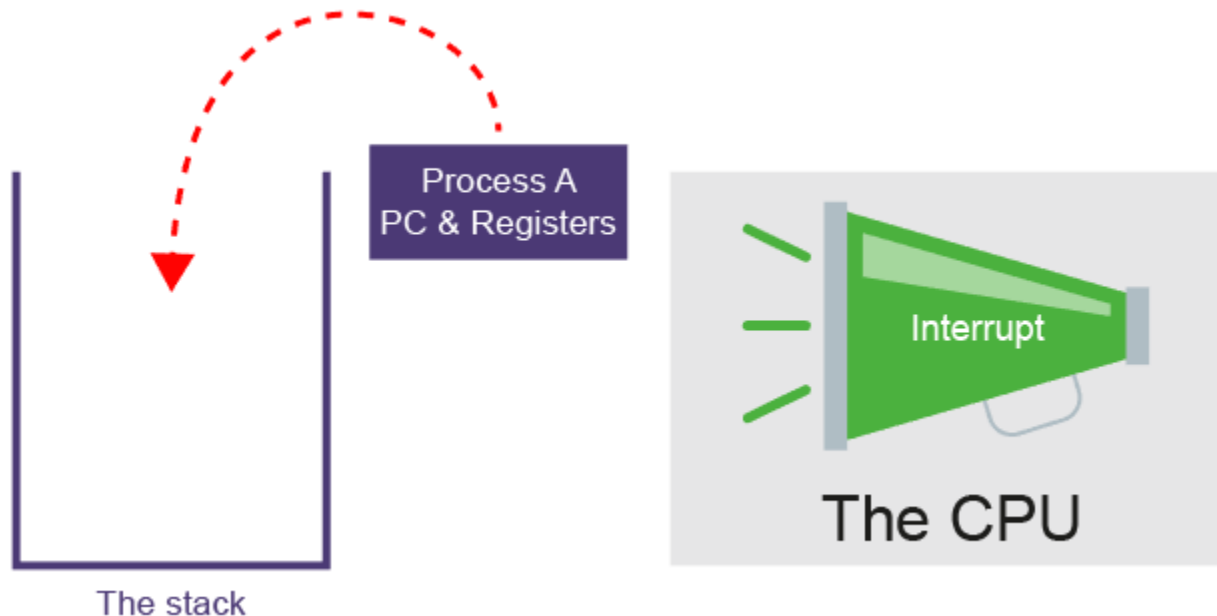 Process A
PC & Registers
Interrupt
The CPU
The stack